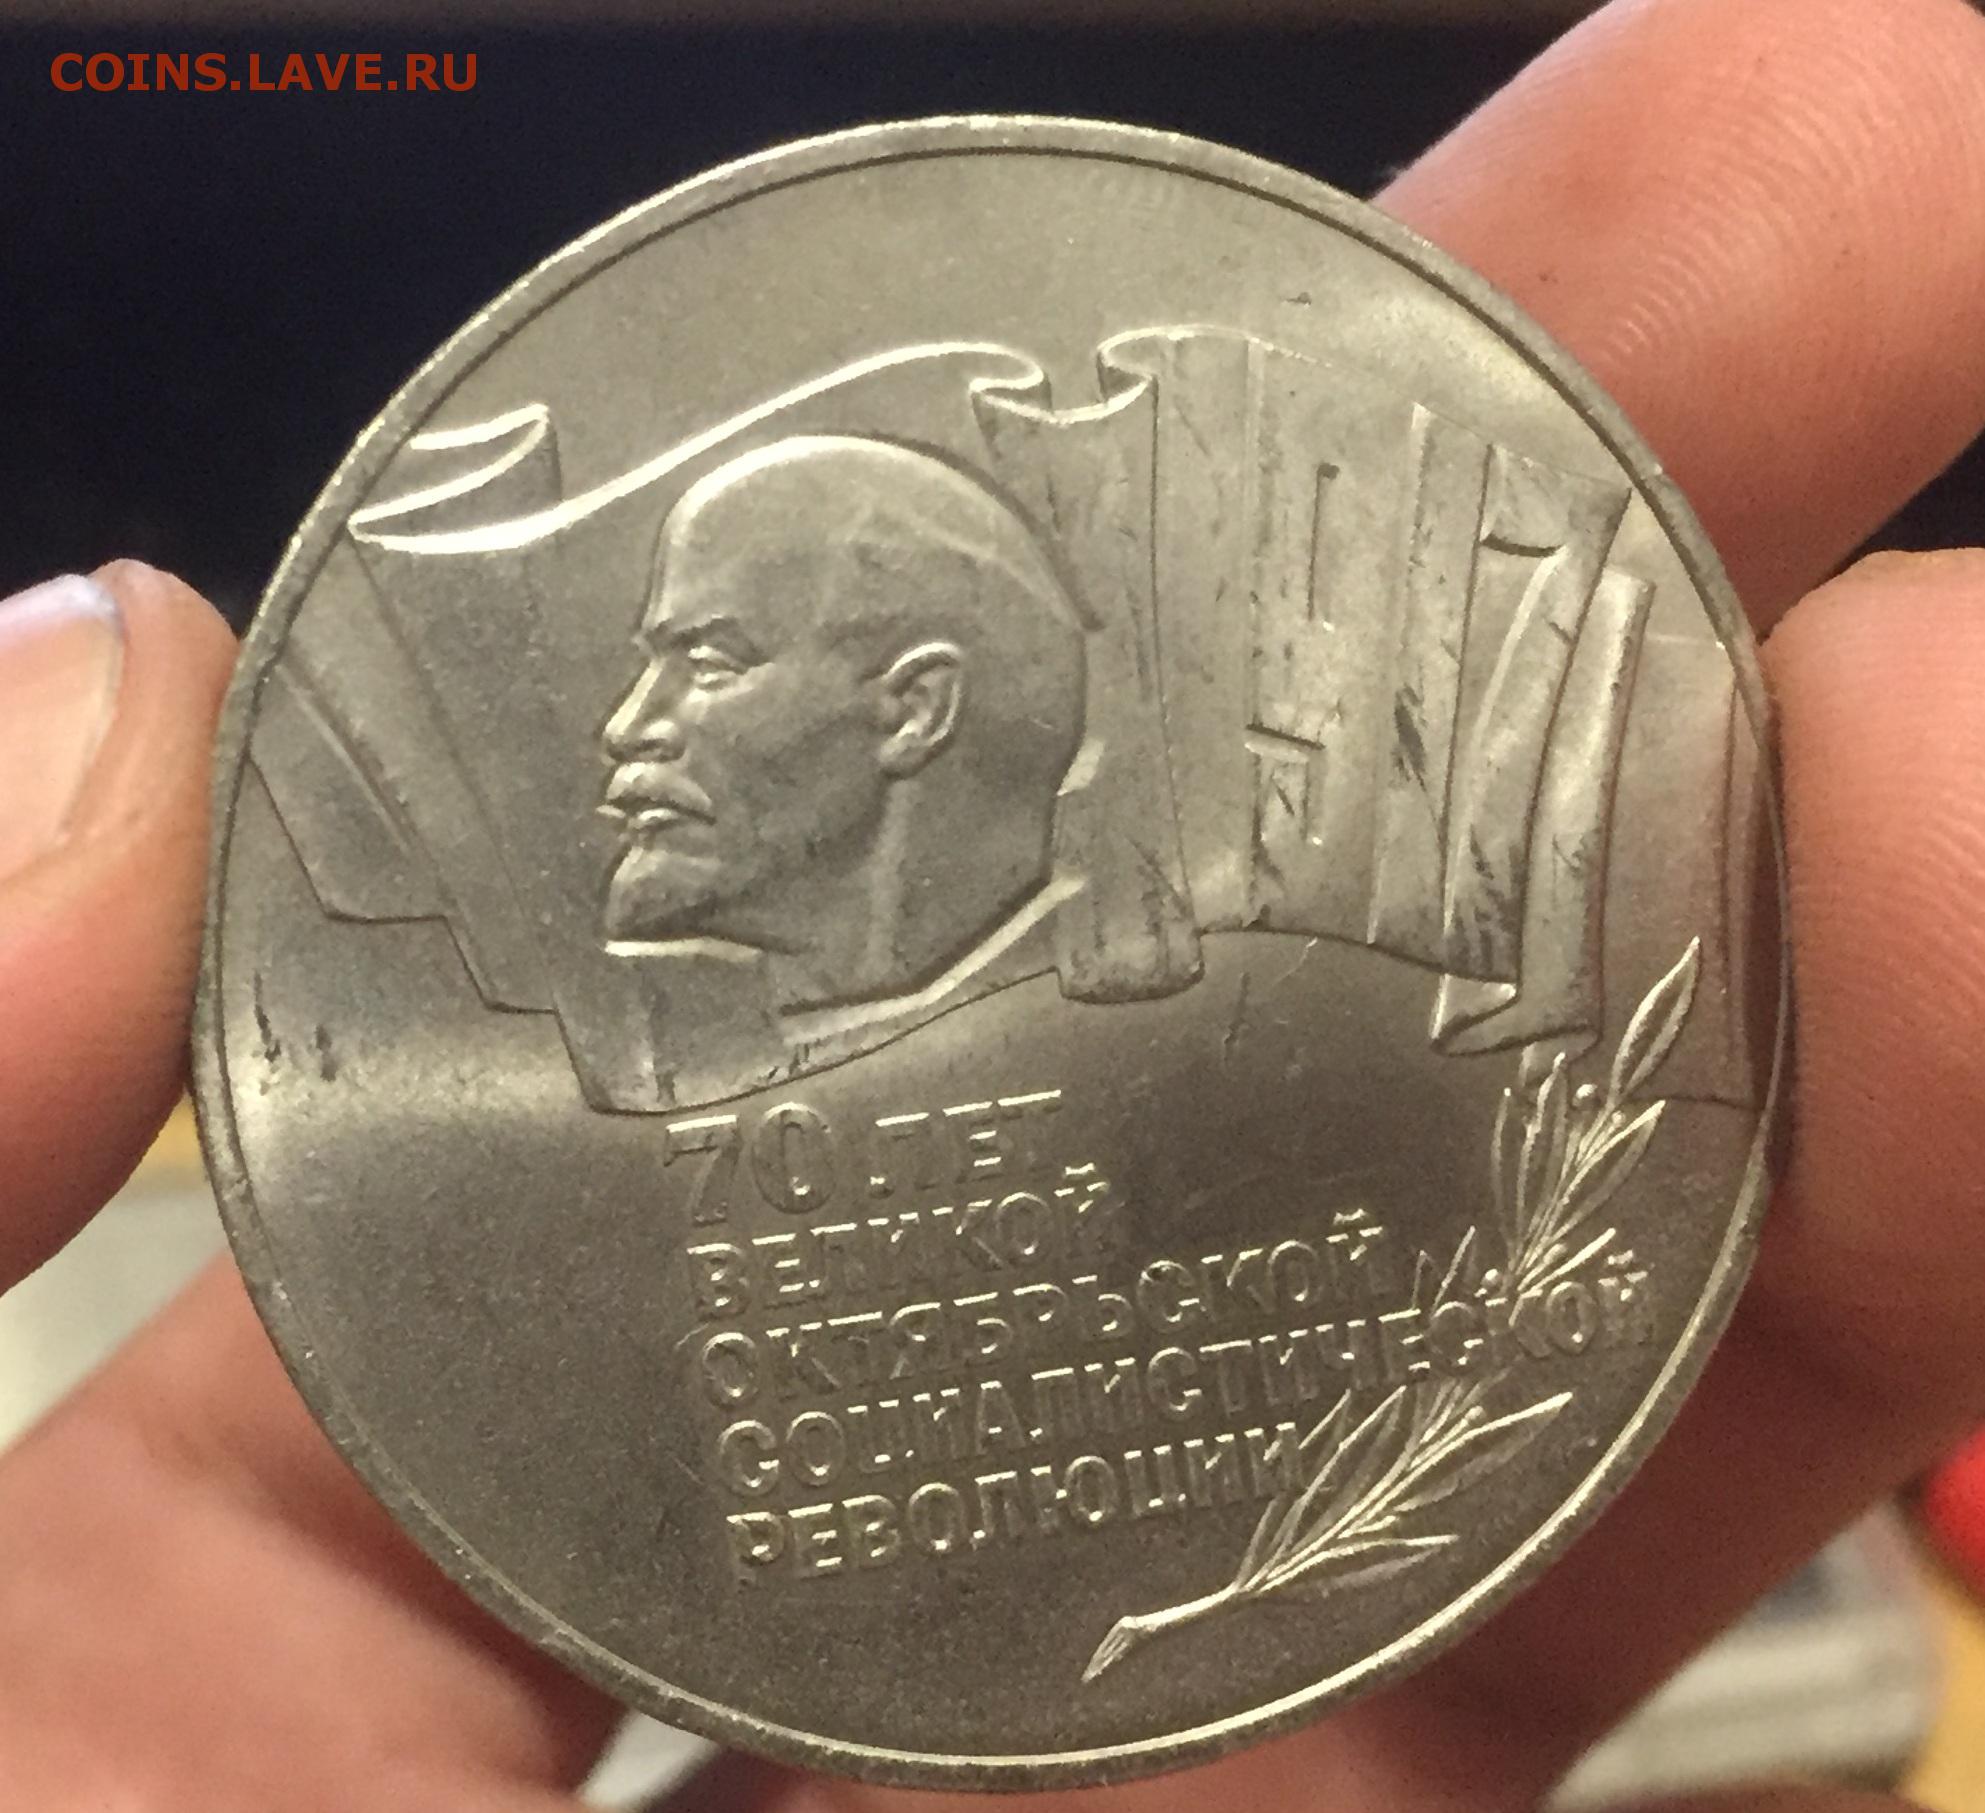 COINS.LAVE.RU
70 ЛЕТ
ВЕЛИКОЙ
ОКТЯБРЬСКОЙ
СОЦИАЛИСТИЧЕСКОЙ
РЕВОЛЮЦИИ